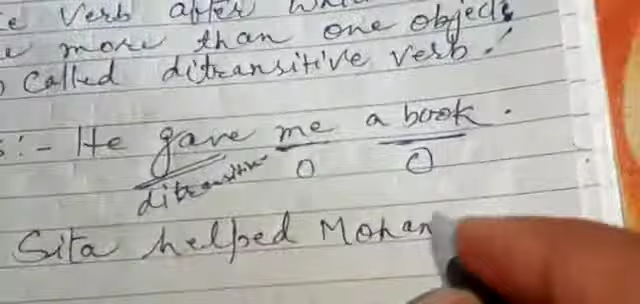 Verb after
more than one objects
called ditransitive verb.
:- He gave me a book.
ditransitive O O
Sita helped Mohan